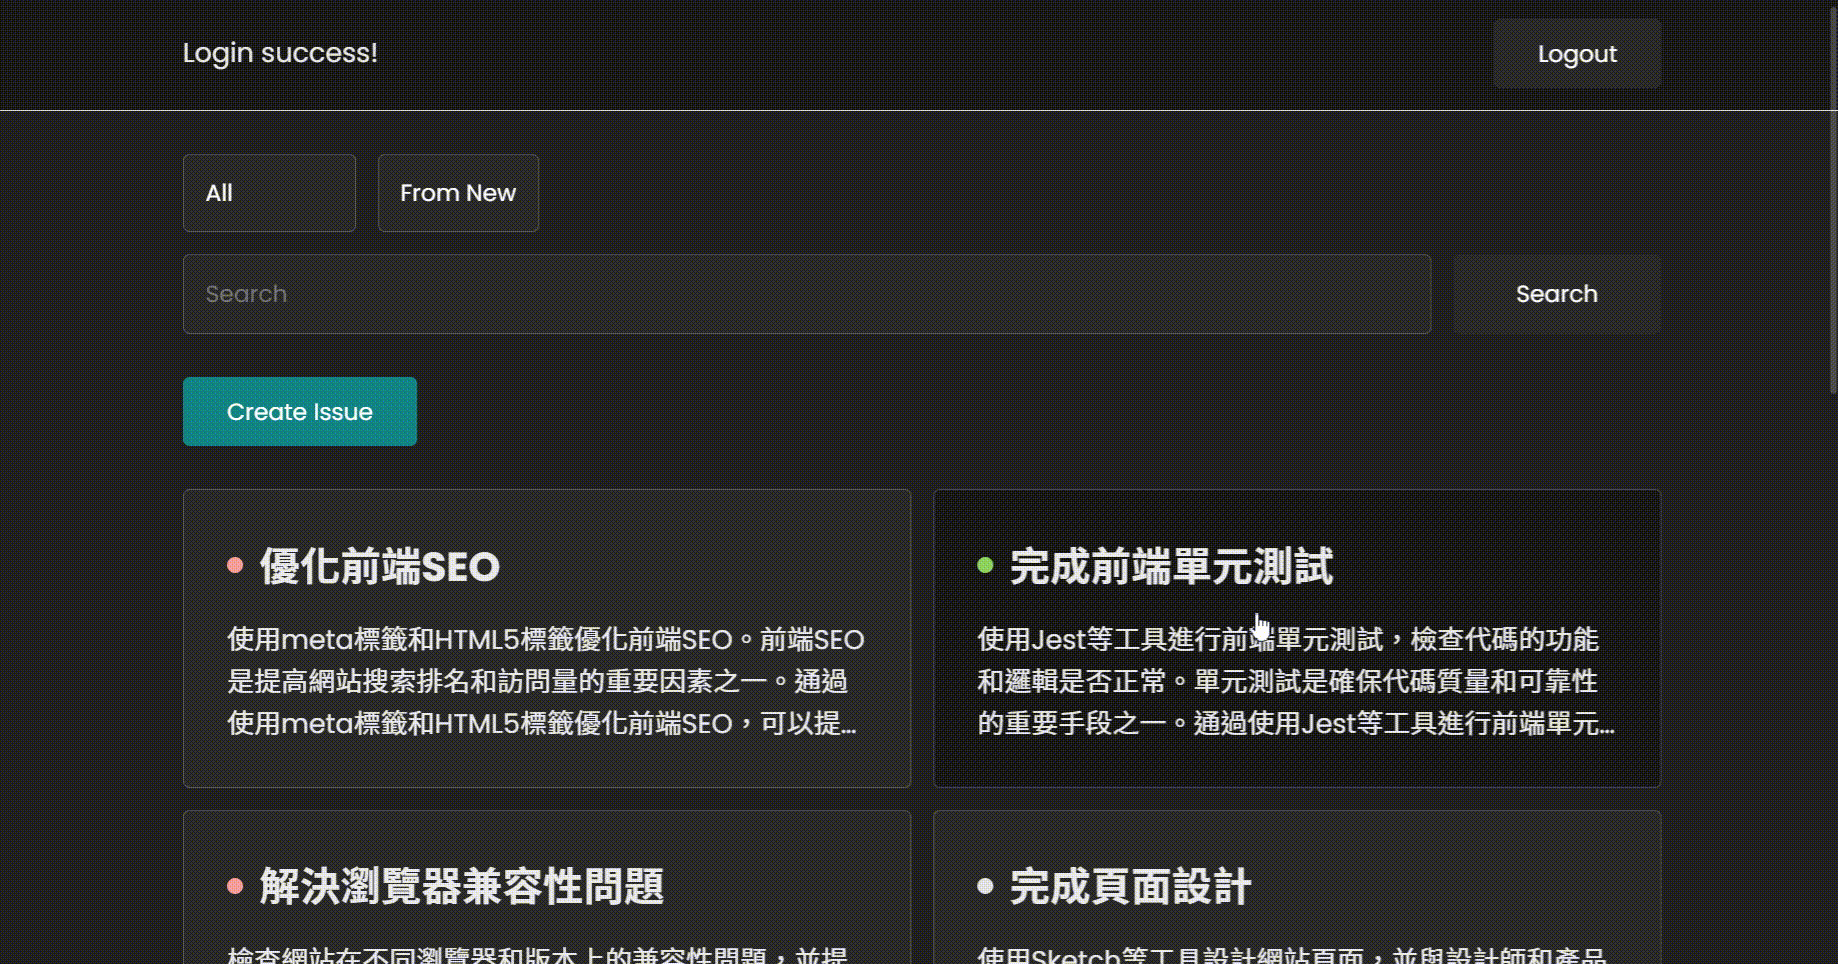 Login success!
Logout
All
From New
Search
Search
Create Issue
優化前端SEO
使用meta標籤和HTML5標籤優化前端SEO。前端SEO
是提高網站搜索排名和訪問量的重要因素之一。通過
使用meta標籤和HTML5標籤優化前端SEO，可以提...
完成前端單元測試
使用Jest等工具進行前端單元測試，檢查代碼的功能
和邏輯是否正常。單元測試是確保代碼質量和可靠性
的重要手段之一。通過使用Jest等工具進行前端單元...
解決瀏覽器兼容性問題
檢查網站在不同瀏覽器和版本上的兼容性問題，並提
完成頁面設計
使用Sketch等工具設計網站頁面，並與設計師和產品